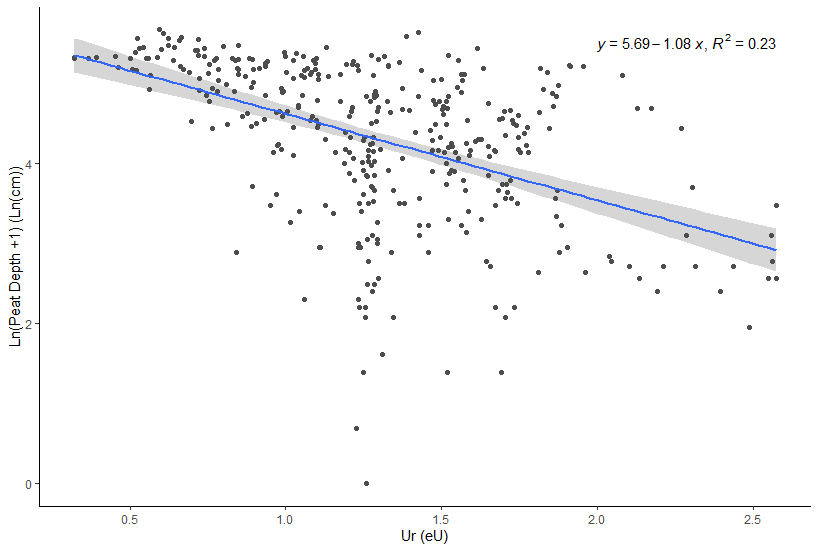 y = 5.69 − 1.08 x, R² = 0.23
Ln(Peat Depth +1) (Ln(cm))
4
2
0
0.5 1.0 1.5 2.0 2.5
Ur (eU)